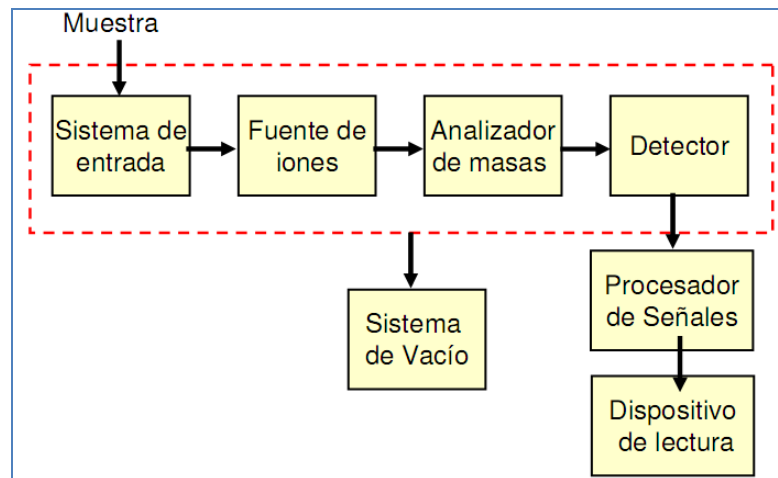 Muestra
Sistema de
entrada
Fuente de
iones
Analizador
de masas
Detector
Procesador
de Señales
Sistema
de Vacío
Dispositivo
de lectura